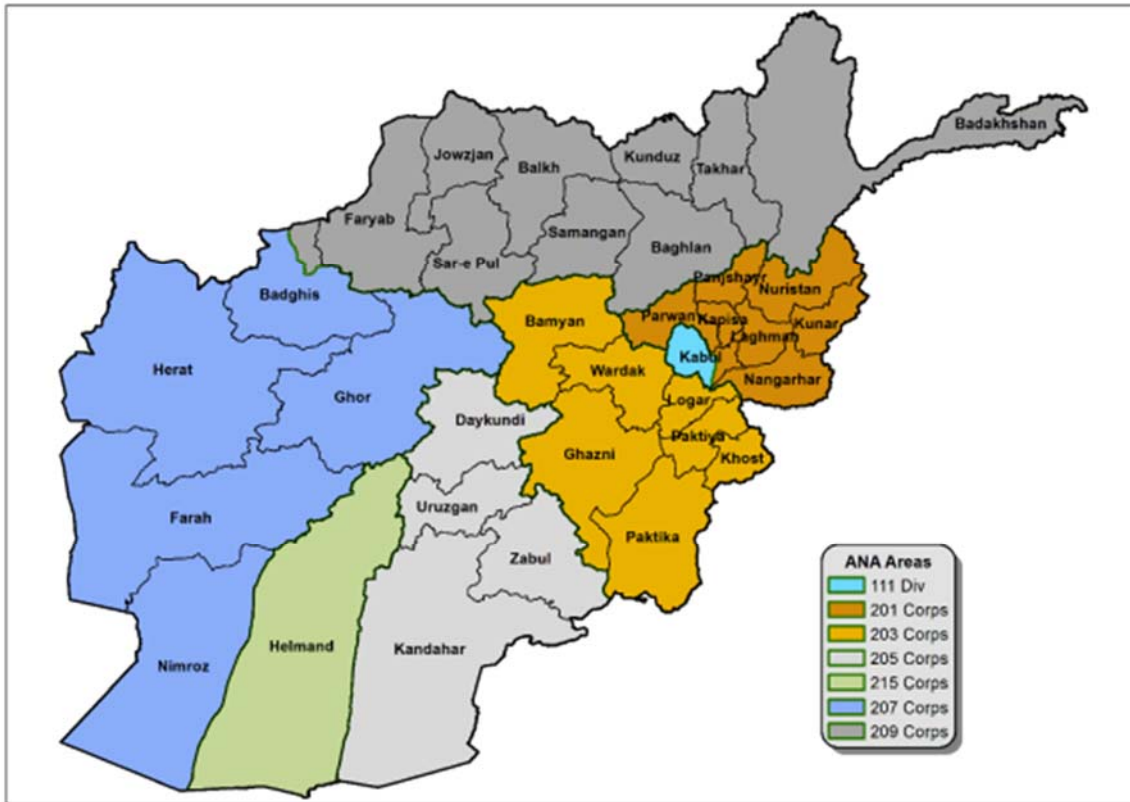 Badakhshan
Jowzjan
Balkh
Kunduz
Takhar
Faryab
Samangan
Baghlan
Sar-e Pul
Panjshayr
Nuristan
Badghis
Parwan
Kapisa
Kunar
Bamyan
Laghman
Kabul
Herat
Wardak
Nangarhar
Ghor
Logar
Daykundi
Paktiya
Ghazni
Khost
Uruzgan
Farah
Paktika
Zabul
Helmand
Kandahar
Nimroz
ANA Areas
111 Div
201 Corps
203 Corps
205 Corps
215 Corps
207 Corps
209 Corps